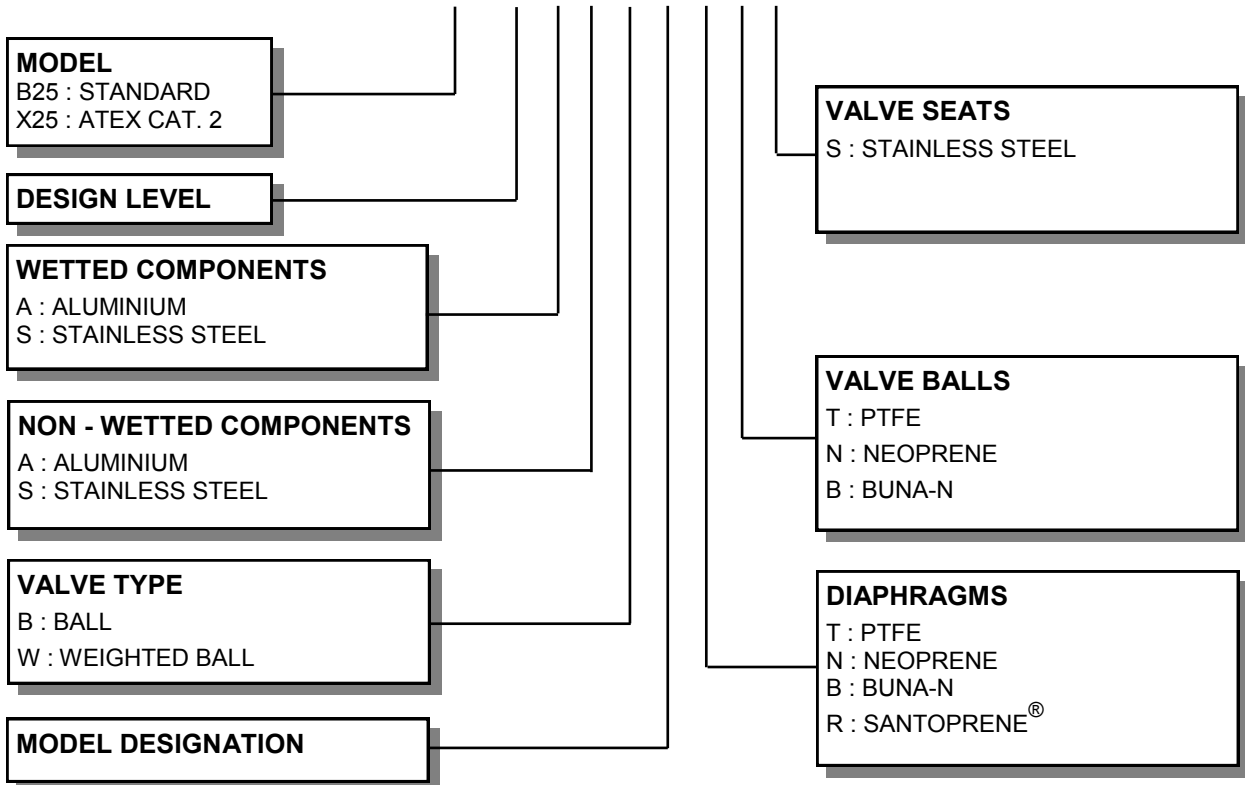 MODEL
B25 : STANDARD
X25 : ATEX CAT. 2
DESIGN LEVEL
WETTED COMPONENTS
A : ALUMINIUM
S : STAINLESS STEEL
NON - WETTED COMPONENTS
A : ALUMINIUM
S : STAINLESS STEEL
VALVE TYPE
B : BALL
W : WEIGHTED BALL
MODEL DESIGNATION
VALVE SEATS
S : STAINLESS STEEL
VALVE BALLS
T : PTFE
N : NEOPRENE
B : BUNA-N
DIAPHRAGMS
T : PTFE
N : NEOPRENE
B : BUNA-N
R : SANTOPRENE®